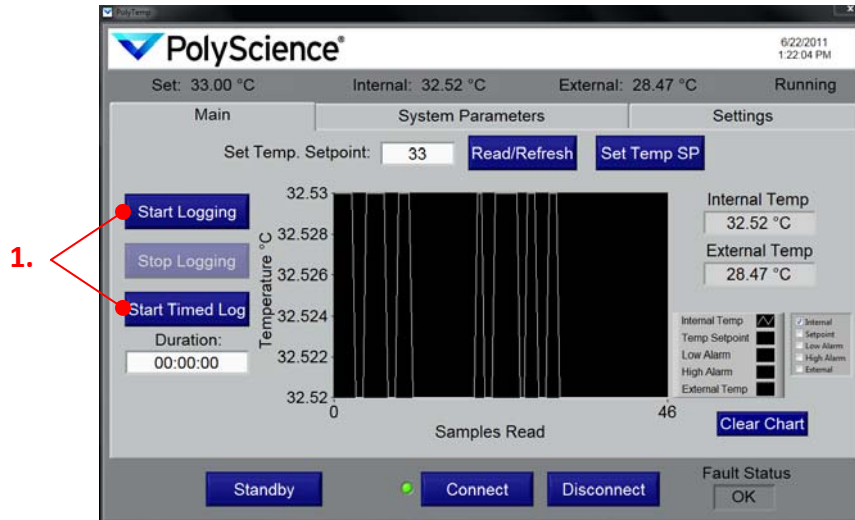 PolyTemp
PolyScience®
6/22/2011
1:22:04 PM
Set: 33.00 °C Internal: 32.52 °C External: 28.47 °C Running
Main System Parameters Settings
Set Temp. Setpoint: 33 Read/Refresh Set Temp SP
1.
Start Logging
Stop Logging
Start Timed Log
Duration:
00:00:00
Temperature °C
32.53
32.528
32.526
32.524
32.522
32.52
0 46
Samples Read
Internal Temp
32.52 °C
External Temp
28.47 °C
Internal Temp
Temp Setpoint
Low Alarm
High Alarm
External Temp
Internal
Setpoint
Low Alarm
High Alarm
External
Clear Chart
Standby Connect Disconnect
Fault Status
OK